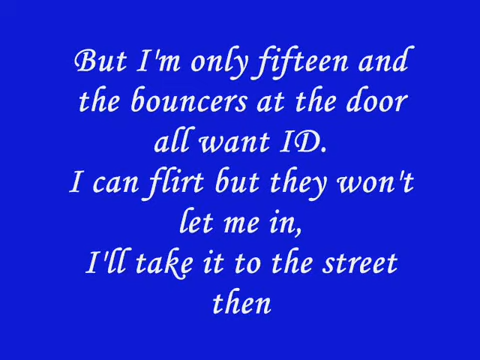 But I'm only fifteen and
the bouncers at the door
all want ID.
I can flirt but they won't
let me in,
I'll take it to the street
then